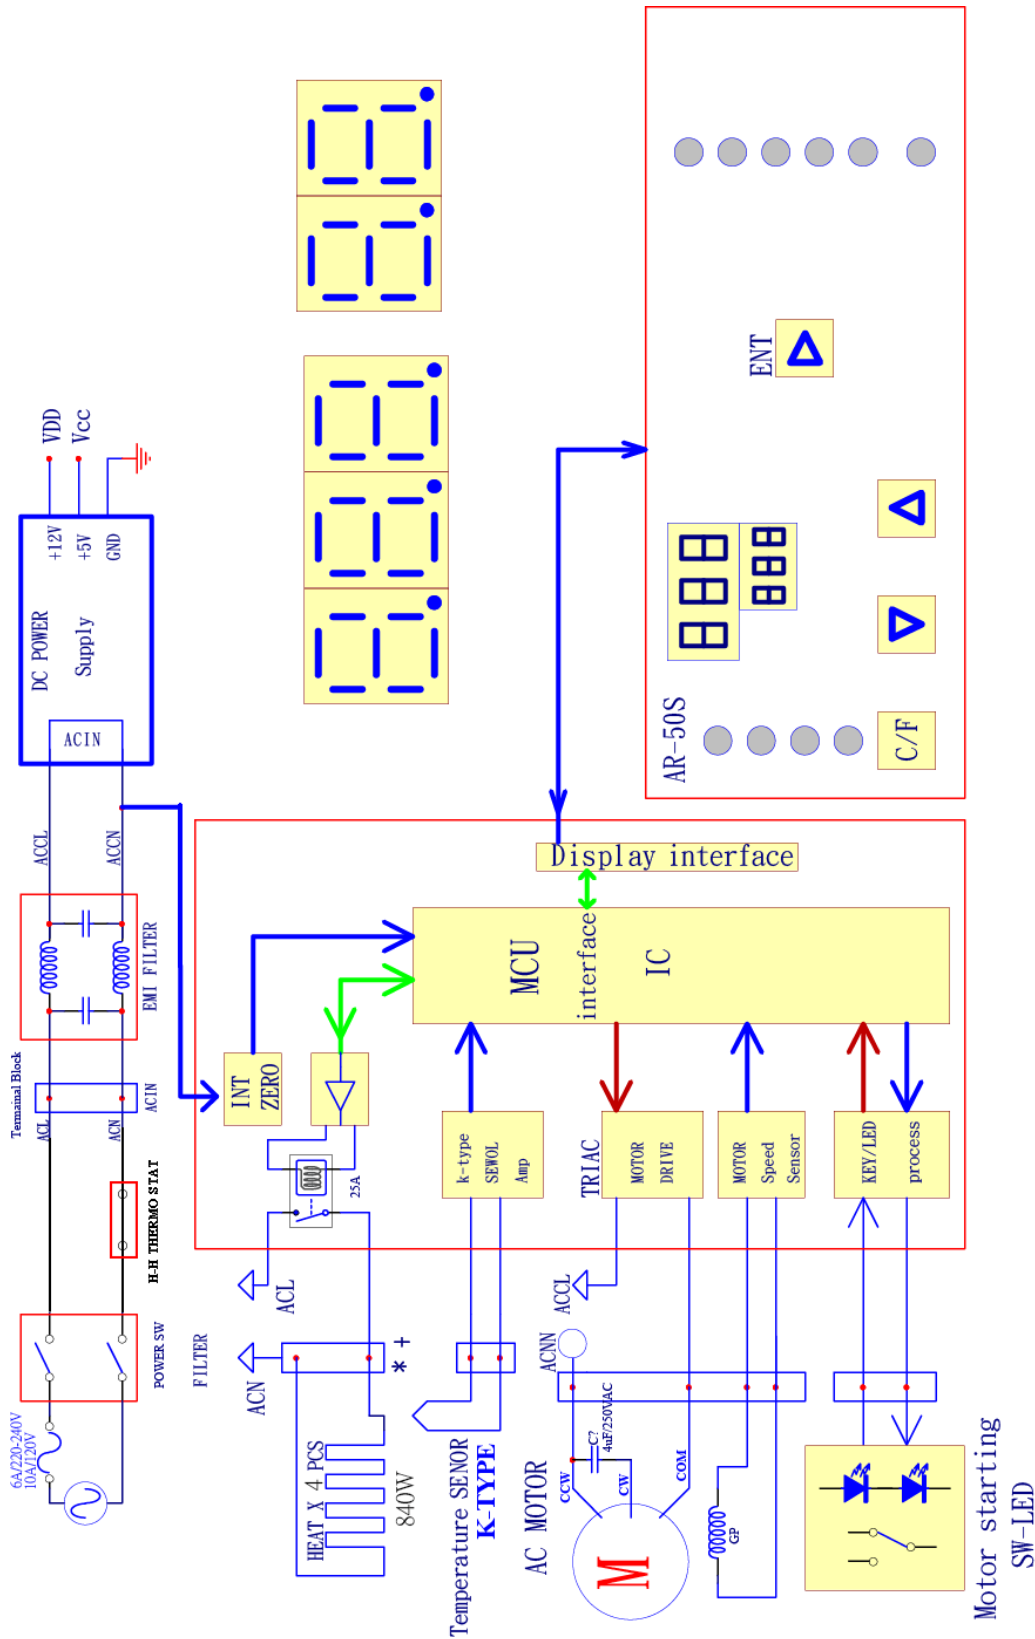 6A/220-240V
10A/120V
POWER SW
H-H THERMO STAT
Termainal Block
ACL
ACN
ACIN
EMI FILTER
ACCL
ACCN
ACIN
DC POWER
Supply
+12V
+5V
GND
VDD
Vcc
FILTER
ACN
ACL
HEAT X 4 PCS
840W
* +
25A
INT
ZERO
Temperature SENOR
K-TYPE
k-type
SEWOL
Amp
AC MOTOR
M
CCW
CW
COM
C?
4uF/250VAC
ACNN
ACCL
TRIAC
MOTOR
DRIVE
GP
MOTOR
Speed
Sensor
Motor starting
SW-LED
KEY/LED
process
MCU
interface
IC
Display interface
AR-50S
C/F
ENT